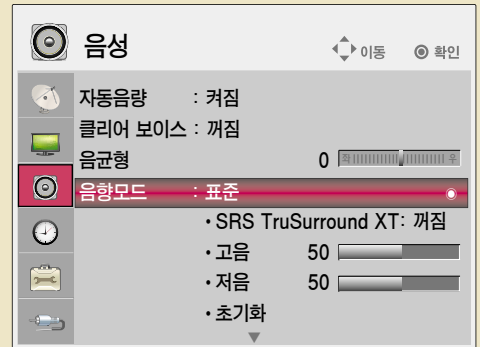 음성
이동 확인
자동음량 : 켜짐
클리어 보이스 : 꺼짐
음균형 0 좌 우
음향모드 : 표준
• SRS TruSurround XT: 꺼짐
• 고음 50
• 저음 50
• 초기화